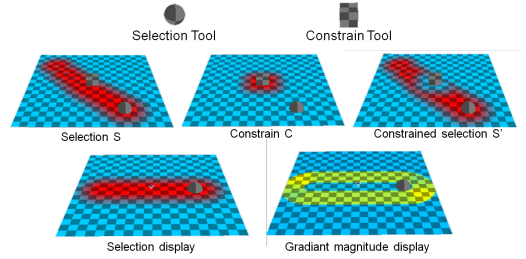 Selection Tool
Constrain Tool
Selection S
Constrain C
Constrained selection S'
Selection display
Gradiant magnitude display